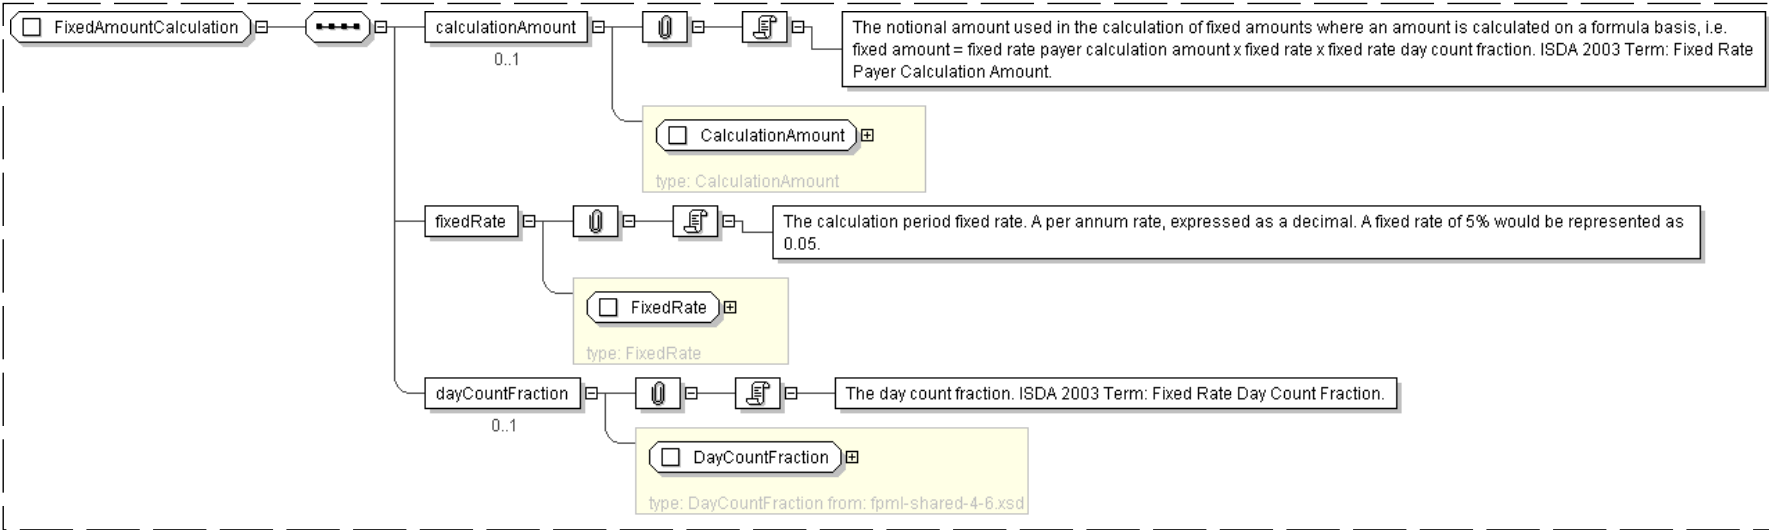 FixedAmountCalculation
calculationAmount
0..1
The notional amount used in the calculation of fixed amounts where an amount is calculated on a formula basis, i.e.
fixed amount = fixed rate payer calculation amount x fixed rate x fixed rate day count fraction. ISDA 2003 Term: Fixed Rate
Payer Calculation Amount.
CalculationAmount
type: CalculationAmount
fixedRate
The calculation period fixed rate. A per annum rate, expressed as a decimal. A fixed rate of 5% would be represented as
0.05.
FixedRate
type: FixedRate
dayCountFraction
0..1
The day count fraction. ISDA 2003 Term: Fixed Rate Day Count Fraction.
DayCountFraction
type: DayCountFraction from: fpml-shared-4-6.xsd